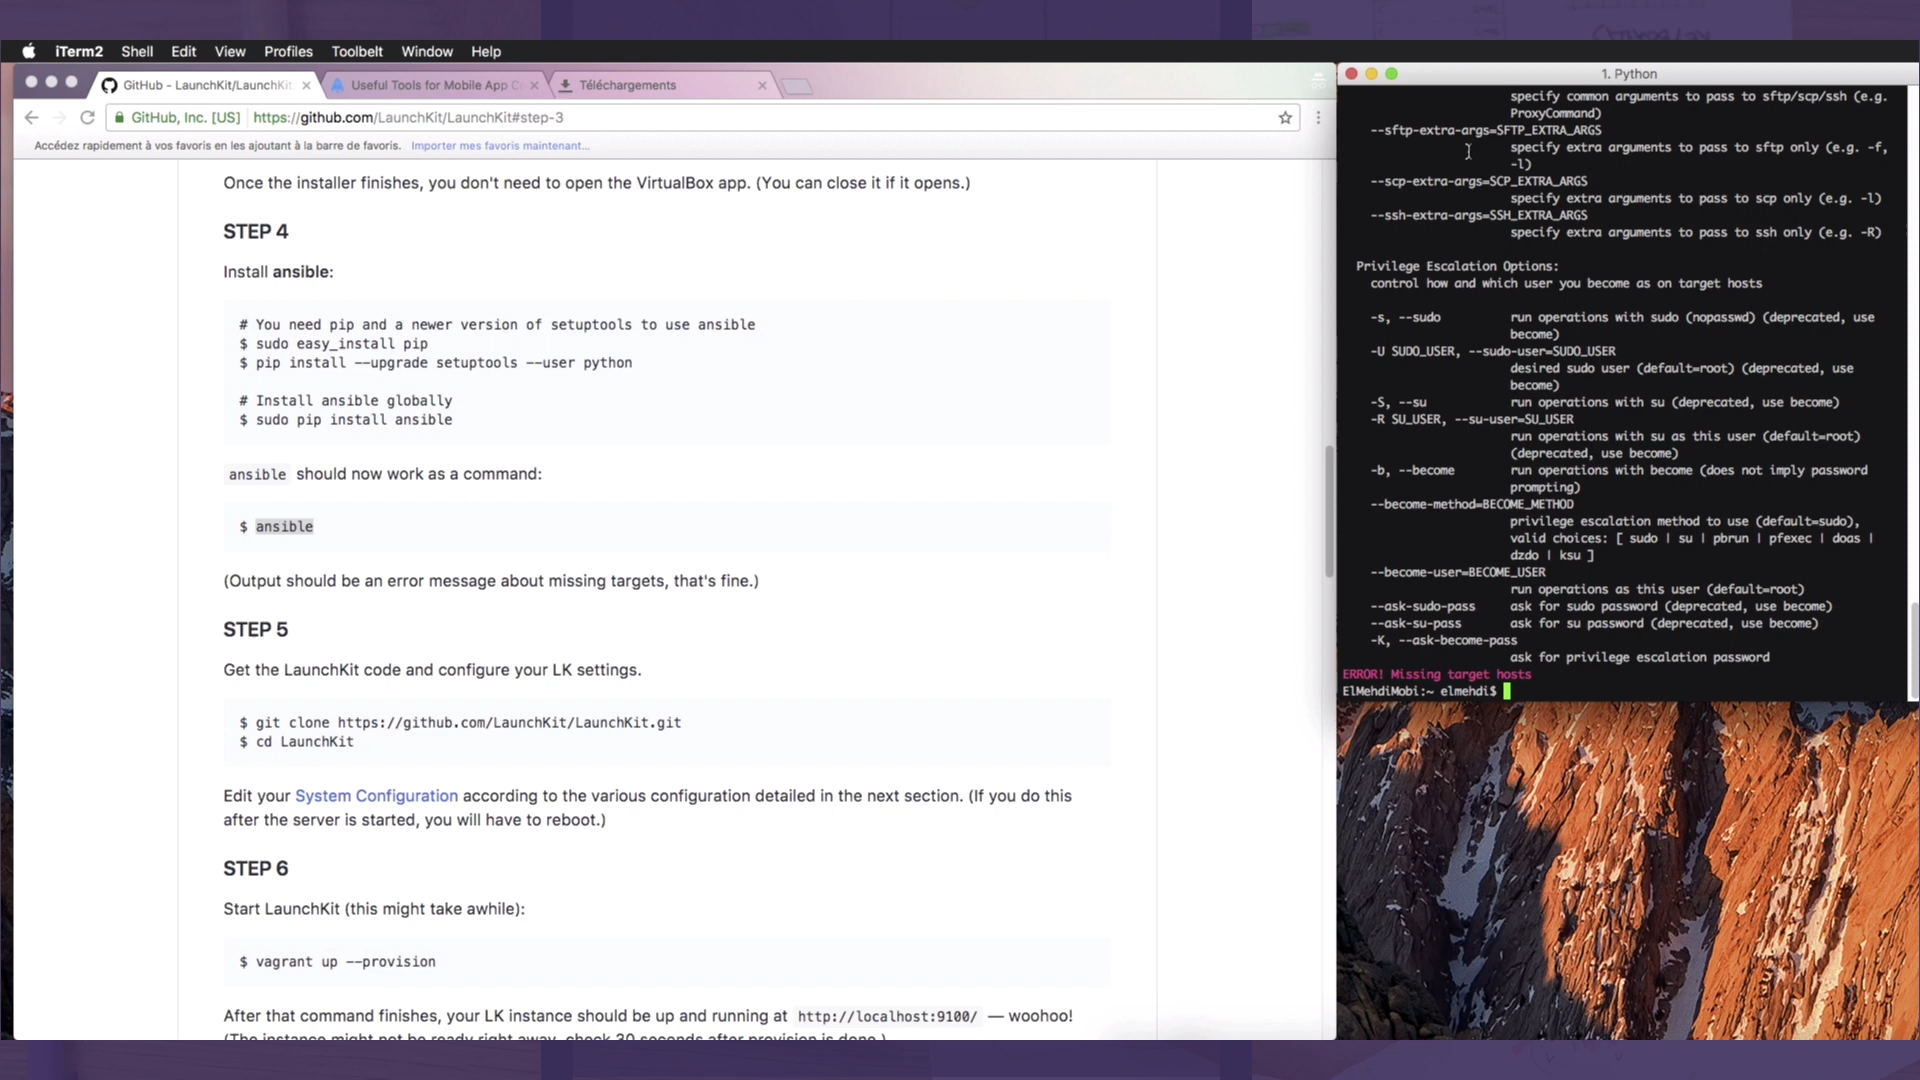 iTerm2 Shell Edit View Profiles Toolbelt Window Help
GitHub - LaunchKit/LaunchKit
Useful Tools for Mobile App C
Téléchargements
GitHub, Inc. [US] https://github.com/LaunchKit/LaunchKit#step-3
Accédez rapidement à vos favoris en les ajoutant à la barre de favoris. Importer mes favoris maintenant...
Once the installer finishes, you don't need to open the VirtualBox app. (You can close it if it opens.)
STEP 4
Install ansible:
# You need pip and a newer version of setuptools to use ansible
$ sudo easy_install pip
$ pip install --upgrade setuptools --user python
# Install ansible globally
$ sudo pip install ansible
ansible should now work as a command:
$ ansible
(Output should be an error message about missing targets, that's fine.)
STEP 5
Get the LaunchKit code and configure your LK settings.
$ git clone https://github.com/LaunchKit/LaunchKit.git
$ cd LaunchKit
Edit your System Configuration according to the various configuration detailed in the next section. (If you do this
after the server is started, you will have to reboot.)
STEP 6
Start LaunchKit (this might take awhile):
$ vagrant up --provision
After that command finishes, your LK instance should be up and running at http://localhost:9100/ — woohoo!
(The instance might not be ready right away, check 30 seconds after provision is done.)
1. Python
specify common arguments to pass to sftp/scp/ssh (e.g.
ProxyCommand)
--sftp-extra-args=SFTP_EXTRA_ARGS
specify extra arguments to pass to sftp only (e.g. -f,
-l)
--scp-extra-args=SCP_EXTRA_ARGS
specify extra arguments to pass to scp only (e.g. -l)
--ssh-extra-args=SSH_EXTRA_ARGS
specify extra arguments to pass to ssh only (e.g. -R)
Privilege Escalation Options:
control how and which user you become as on target hosts
-s, --sudo run operations with sudo (nopasswd) (deprecated, use
become)
-U SUDO_USER, --sudo-user=SUDO_USER
desired sudo user (default=root) (deprecated, use
become)
-S, --su run operations with su (deprecated, use become)
-R SU_USER, --su-user=SU_USER
run operations with su as this user (default=root)
(deprecated, use become)
-b, --become run operations with become (does not imply password
prompting)
--become-method=BECOME_METHOD
privilege escalation method to use (default=sudo),
valid choices: [ sudo | su | pbrun | pfexec | doas |
dzdo | ksu ]
--become-user=BECOME_USER
run operations as this user (default=root)
--ask-sudo-pass ask for sudo password (deprecated, use become)
--ask-su-pass ask for su password (deprecated, use become)
-K, --ask-become-pass
ask for privilege escalation password
ERROR! Missing target hosts
ElMehdiMobi:~ elmehdi$